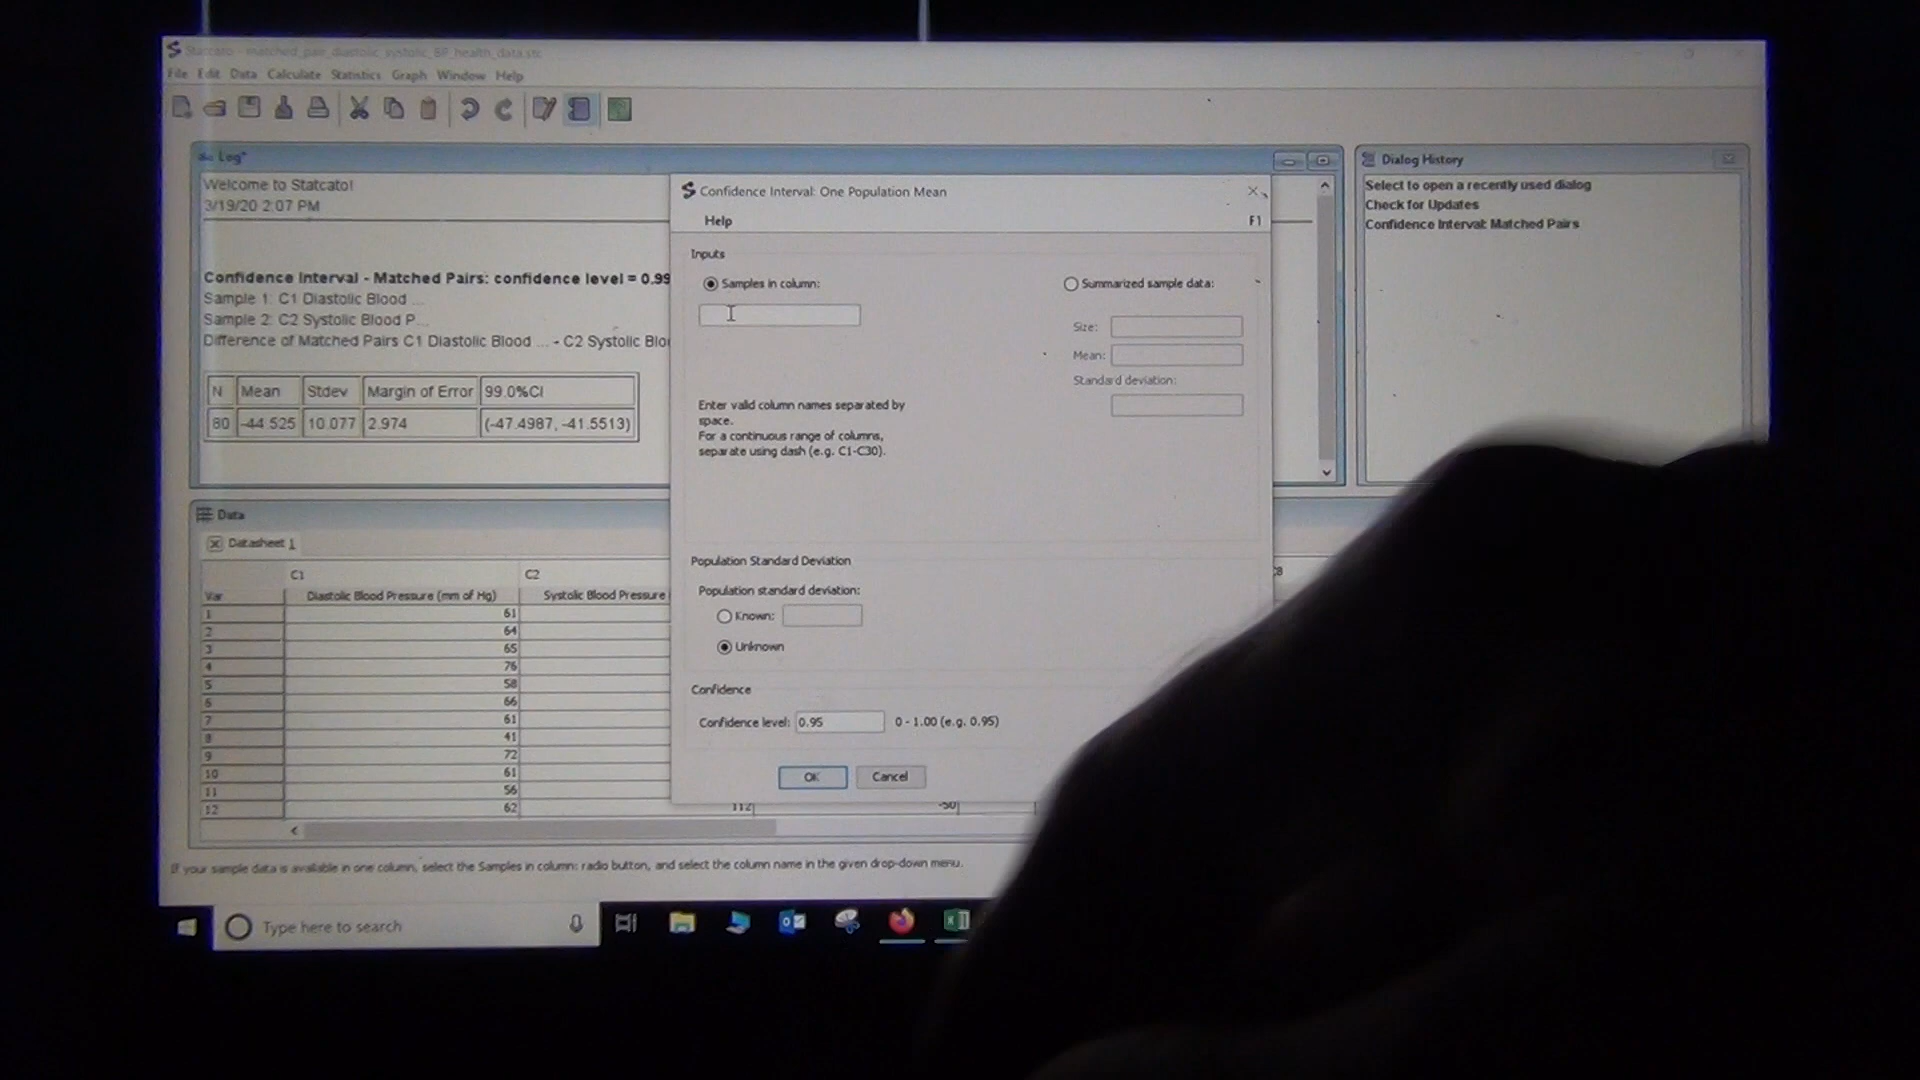 Statcato - matched_pair_diastolic_systolic_BP_health_data.stc
File Edit Data Calculate Statistics Graph Window Help
Log*
Welcome to Statcato!
3/19/20 2:07 PM
Confidence Interval - Matched Pairs: confidence level = 0.99
Sample 1: C1 Diastolic Blood ...
Sample 2: C2 Systolic Blood P...
Difference of Matched Pairs C1 Diastolic Blood ... - C2 Systolic Bloo
N Mean Stdev Margin of Error 99.0%CI
80 -44.525 10.077 2.974 (-47.4987, -41.5513)
Confidence Interval: One Population Mean
Help F1
Inputs
Samples in column:
Summarized sample data:
Size:
Mean:
Standard deviation:
Enter valid column names separated by
space.
For a continuous range of columns,
separate using dash (e.g. C1-C30).
Population Standard Deviation
Population standard deviation:
Known:
Unknown
Confidence
Confidence level: 0.95 0 - 1.00 (e.g. 0.95)
OK Cancel
Dialog History
Select to open a recently used dialog
Check for Updates
Confidence Interval: Matched Pairs
Data
Datasheet 1
C1 C2
Var Diastolic Blood Pressure (mm of Hg) Systolic Blood Pressure
1 61
2 64
3 65
4 76
5 58
6 66
7 61
8 41
9 72
10 61
11 56
12 62 112 -50
If your sample data is available in one column, select the Samples in column: radio button, and select the column name in the given drop-down menu.
Type here to search